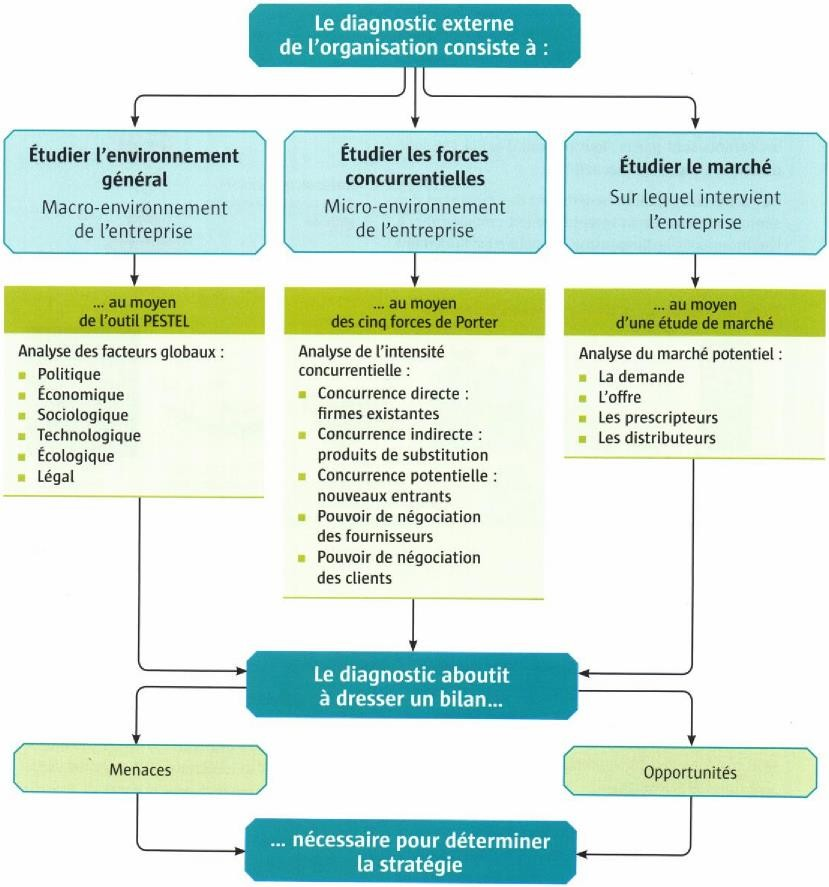 Le diagnostic externe
de l'organisation consiste à :
Étudier l'environnement
général
Macro-environnement
de l'entreprise
Étudier les forces
concurrentielles
Micro-environnement
de l'entreprise
Étudier le marché
Sur lequel intervient
l'entreprise
... au moyen
de l'outil PESTEL
Analyse des facteurs globaux :
Politique
Économique
Sociologique
Technologique
Écologique
Légal
... au moyen
des cinq forces de Porter
Analyse de l'intensité
concurrentielle :
Concurrence directe :
firmes existantes
Concurrence indirecte :
produits de substitution
Concurrence potentielle :
nouveaux entrants
Pouvoir de négociation
des fournisseurs
Pouvoir de négociation
des clients
... au moyen
d'une étude de marché
Analyse du marché potentiel :
La demande
L'offre
Les prescripteurs
Les distributeurs
Le diagnostic aboutit
à dresser un bilan...
Menaces
Opportunités
... nécessaire pour déterminer
la stratégie